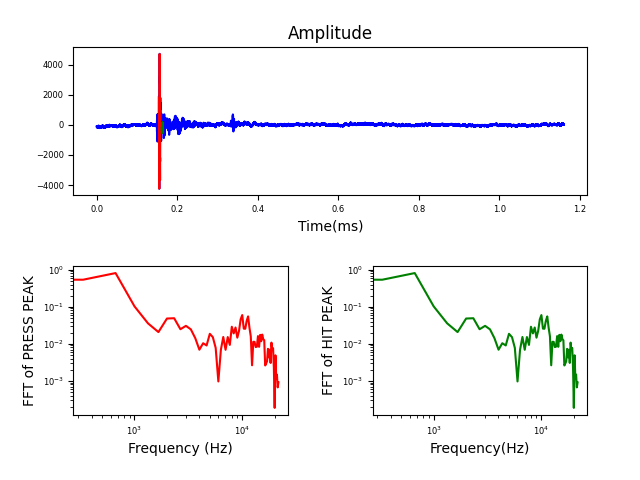 Amplitude
4000
2000
0
−2000
−4000
0.0 0.2 0.4 0.6 0.8 1.0 1.2
Time(ms)
FFT of PRESS PEAK
10⁰
10⁻¹
10⁻²
10⁻³
10³ 10⁴
Frequency (Hz)
FFT of HIT PEAK
10⁰
10⁻¹
10⁻²
10⁻³
10³ 10⁴
Frequency(Hz)